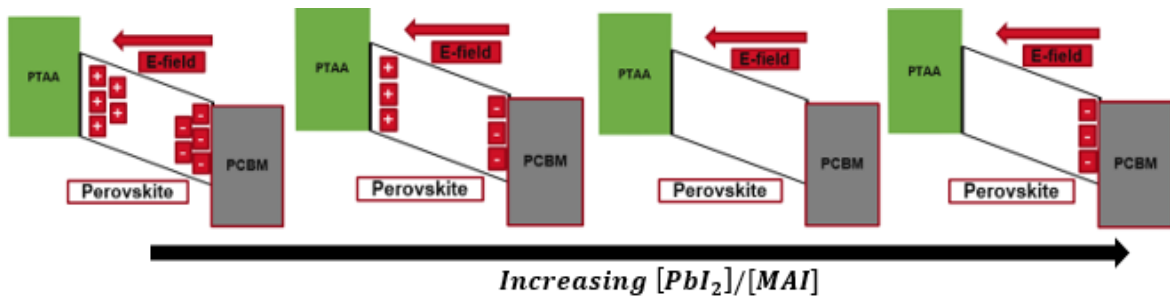 E-field
PTAA
+ +
+ +
+
-
- -
- -
PCBM
Perovskite
E-field
PTAA
+
+
+
-
-
-
PCBM
Perovskite
E-field
PTAA
PCBM
Perovskite
E-field
PTAA
-
-
-
PCBM
Perovskite
Increasing [PbI₂]/[MAI]